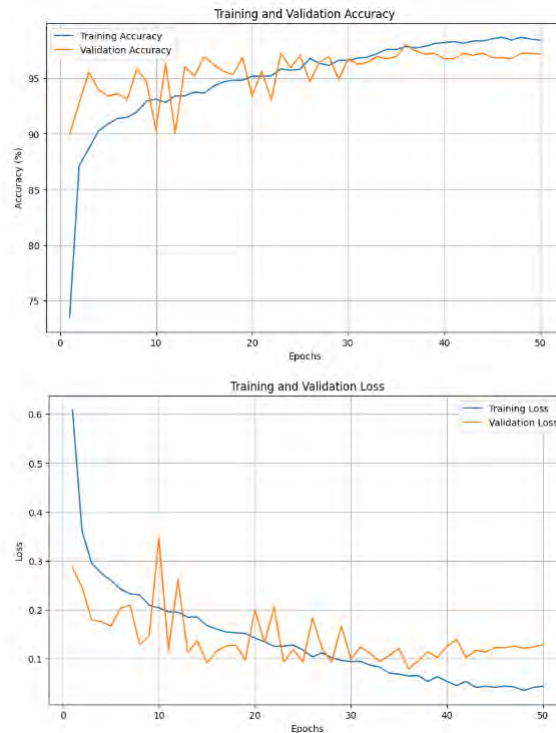 Training and Validation Accuracy
Training Accuracy
Validation Accuracy
Accuracy (%)
95
90
85
80
75
0 10 20 30 40 50
Epochs
Training and Validation Loss
Training Loss
Validation Loss
Loss
0.6
0.5
0.4
0.3
0.2
0.1
0 10 20 30 40 50
Epochs